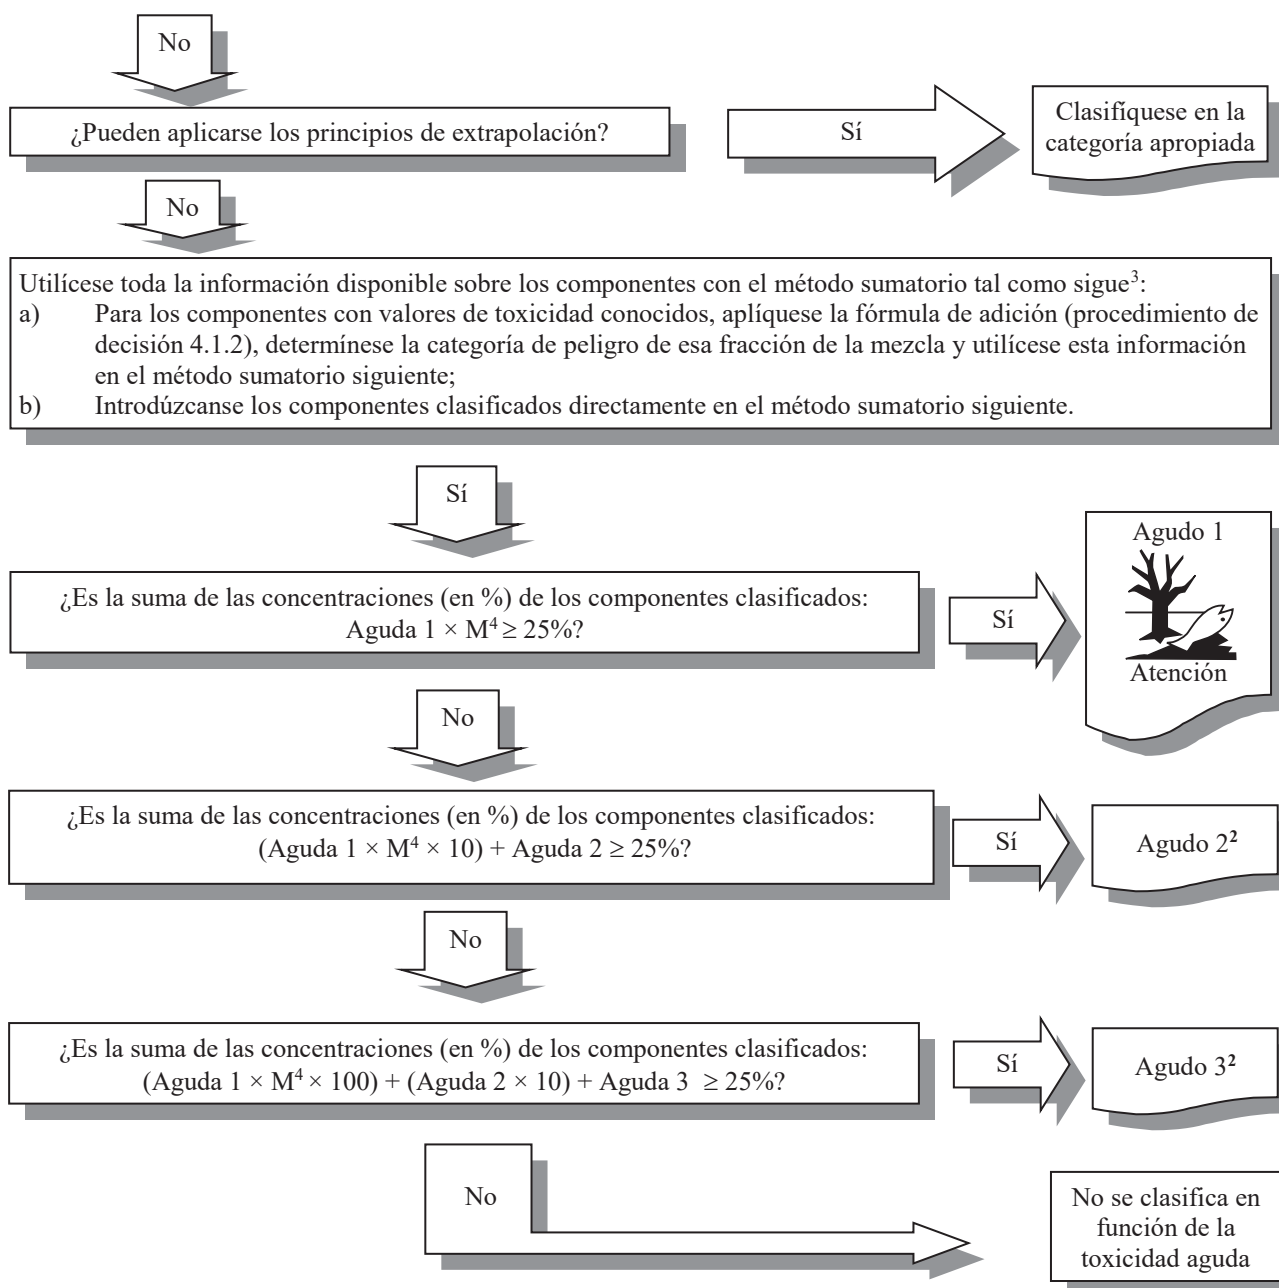 No
¿Pueden aplicarse los principios de extrapolación?
Sí
Clasifíquese en la
categoría apropiada
No
Utilícese toda la información disponible sobre los componentes con el método sumatorio tal como sigue³:
a) Para los componentes con valores de toxicidad conocidos, aplíquese la fórmula de adición (procedimiento de
decisión 4.1.2), determínese la categoría de peligro de esa fracción de la mezcla y utilícese esta información
en el método sumatorio siguiente;
b) Introdúzcanse los componentes clasificados directamente en el método sumatorio siguiente.
Sí
¿Es la suma de las concentraciones (en %) de los componentes clasificados:
Aguda 1 × M⁴ ≥ 25%?
Sí
Agudo 1
Atención
No
¿Es la suma de las concentraciones (en %) de los componentes clasificados:
(Aguda 1 × M⁴ × 10) + Aguda 2 ≥ 25%?
Sí
Agudo 2²
No
¿Es la suma de las concentraciones (en %) de los componentes clasificados:
(Aguda 1 × M⁴ × 100) + (Aguda 2 × 10) + Aguda 3 ≥ 25%?
Sí
Agudo 3²
No
No se clasifica en
función de la
toxicidad aguda